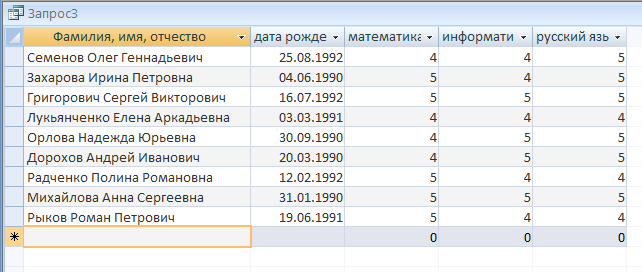 Запрос3
Фамилия, имя, отчество дата рожде математика информати русский язь
Семенов Олег Геннадьевич 25.08.1992 4 4 5
Захарова Ирина Петровна 04.06.1990 5 4 5
Григорович Сергей Викторович 16.07.1992 5 5 5
Лукьянченко Елена Аркадьевна 03.03.1991 4 4 4
Орлова Надежда Юрьевна 30.09.1990 4 5 5
Дорохов Андрей Иванович 20.03.1990 4 5 5
Радченко Полина Романовна 12.02.1992 5 4 4
Михайлова Анна Сергеевна 31.01.1990 5 5 5
Рыков Роман Петрович 19.06.1991 5 4 4
0 0 0